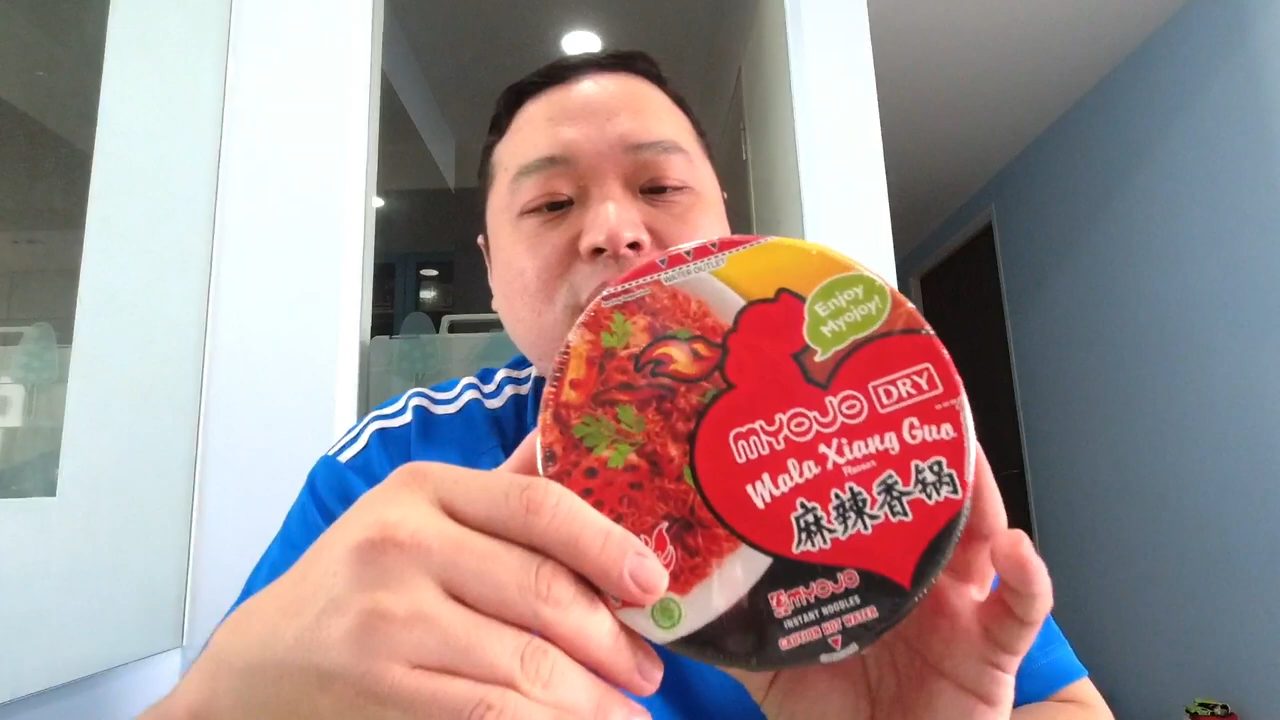 WATER OUTLET
Enjoy
Myojoy!
MYOJO DRY
Mala Xiang Guo
Flavour
麻辣香锅
MYOJO
INSTANT NOODLES
CAUTION HOT WATER